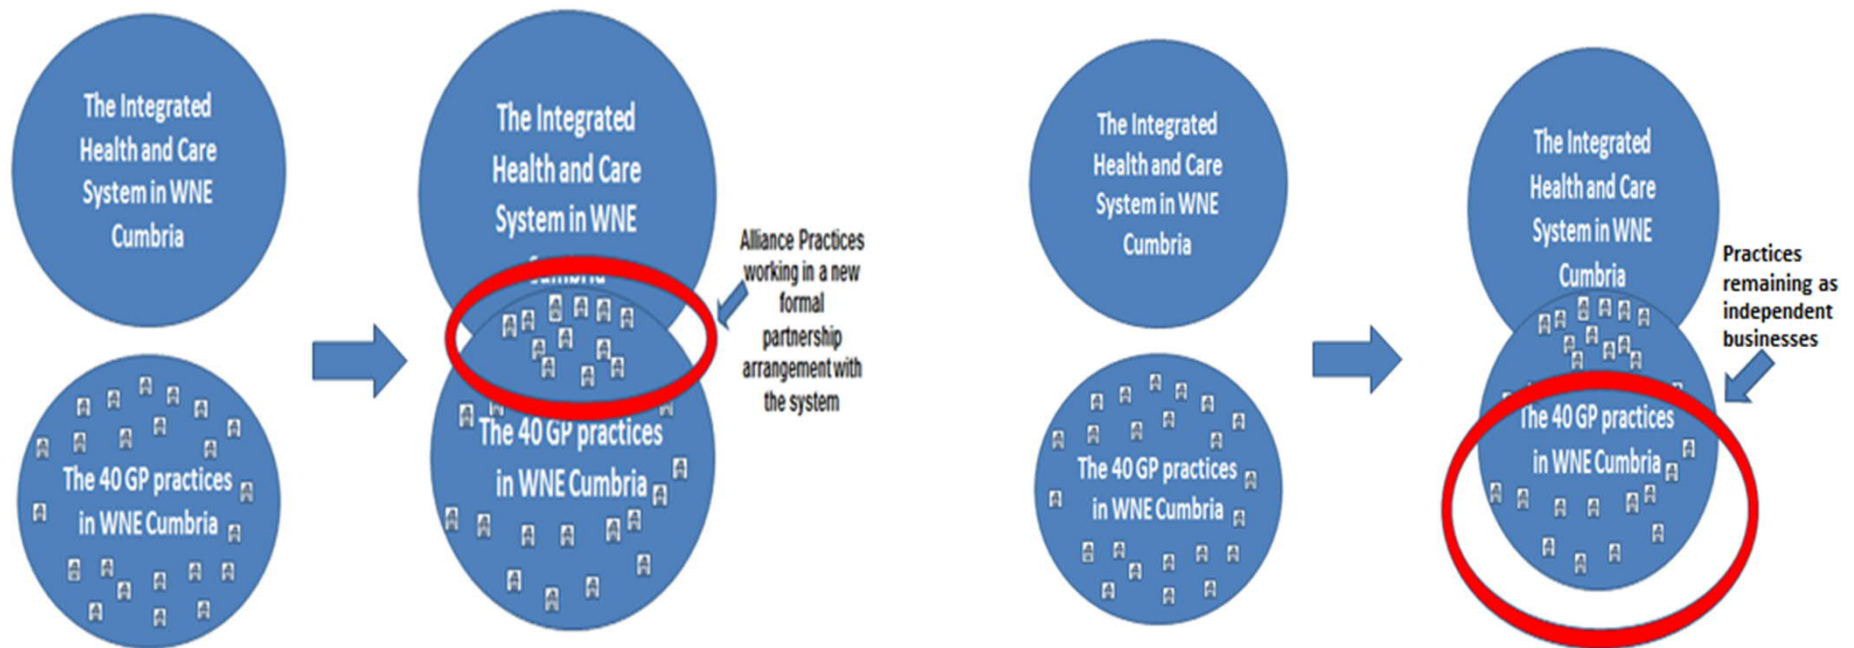 The Integrated
Health and Care
System in WNE
Cumbria
The 40 GP practices
in WNE Cumbria
The Integrated
Health and Care
System in WNE
Cumbria
The 40 GP practices
in WNE Cumbria
Alliance Practices
working in a new
formal
partnership
arrangement with
the system
The Integrated
Health and Care
System in WNE
Cumbria
The 40 GP practices
in WNE Cumbria
The Integrated
Health and Care
System in WNE
Cumbria
The 40 GP practices
in WNE Cumbria
Practices
remaining as
independent
businesses